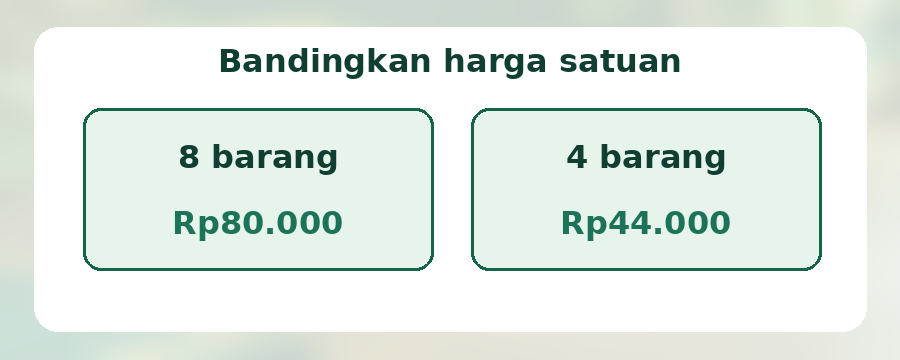 Bandingkan harga satuan
8 barang
Rp80.000
4 barang
Rp44.000